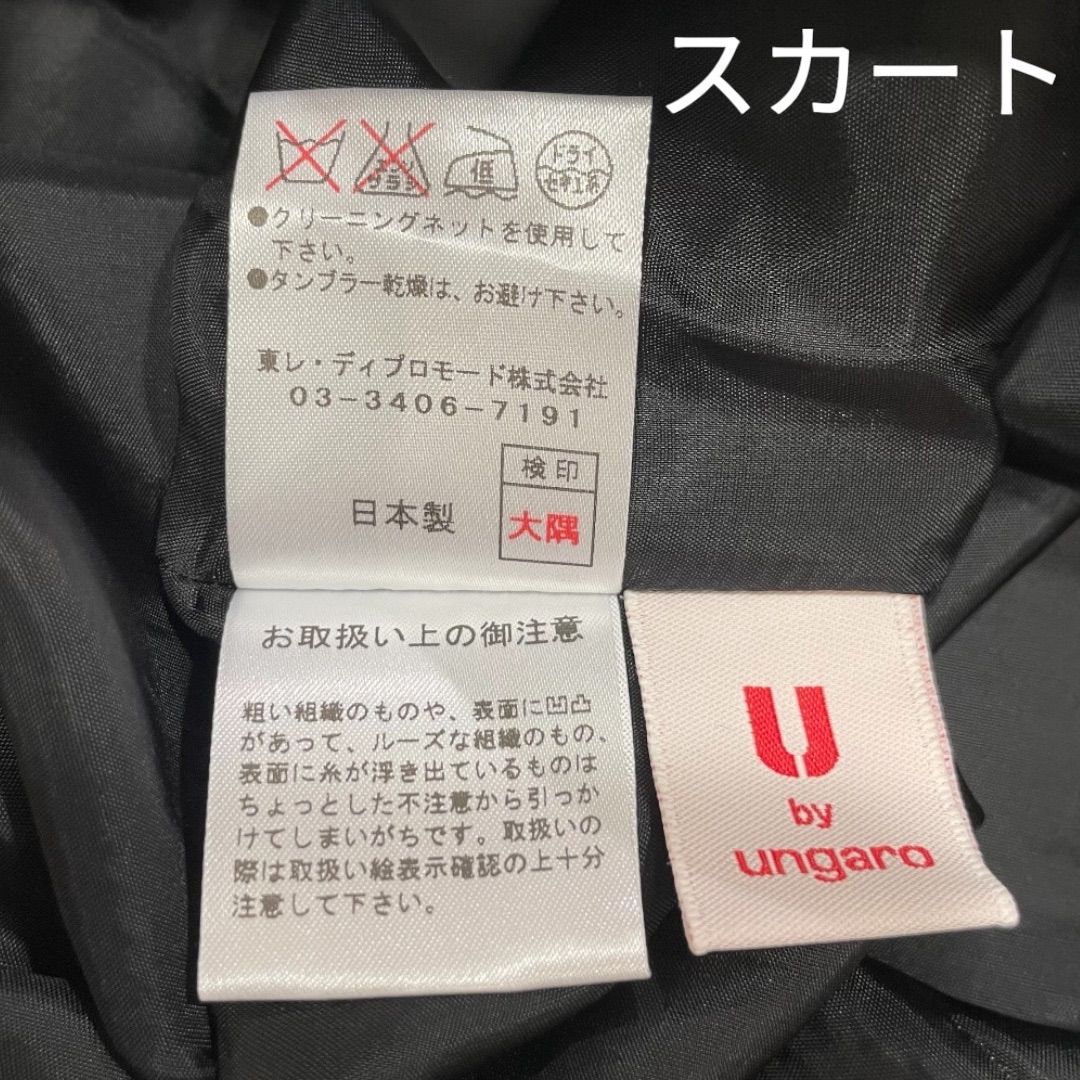 スカート
エンソ
サラシ
低
ドライ
セキユ系
●クリーニングネットを使用して
下さい。
●タンブラー乾燥は、お避け下さい。
東レ・ディプロモード株式会社
03-3406-7191
検印
日本製
大隅
お取扱い上の御注意
粗い組織のものや、表面に凹凸
があって、ルーズな組織のもの、
表面に糸が浮き出ているものは
ちょっとした不注意から引っか
けてしまいがちです。取扱いの
際は取扱い絵表示確認の上十分
注意して下さい。
U
by
ungaro